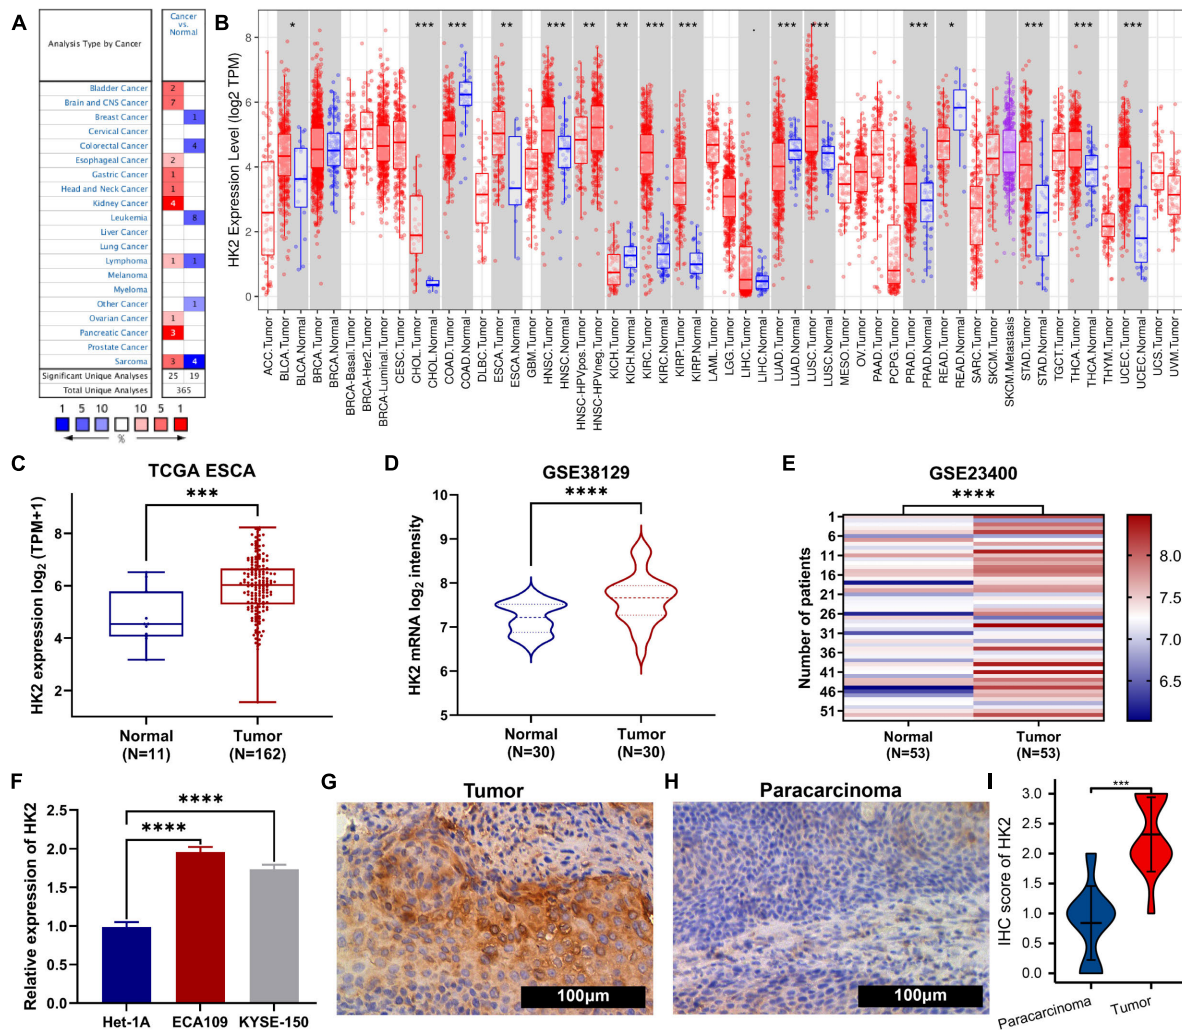 A
Analysis Type by Cancer
Cancer
vs.
Normal
Bladder Cancer 2
Brain and CNS Cancer 7
Breast Cancer 1
Cervical Cancer
Colorectal Cancer 4
Esophageal Cancer 2
Gastric Cancer 1
Head and Neck Cancer 1
Kidney Cancer 4
Leukemia 8
Liver Cancer
Lung Cancer
Lymphoma 1 1
Melanoma
Myeloma
Other Cancer 1
Ovarian Cancer 1
Pancreatic Cancer 3
Prostate Cancer
Sarcoma 3 4
Significant Unique Analyses 25 19
Total Unique Analyses 365
1 5 10 10 5 1
%
B
HK2 Expression Level (log2 TPM)
8
6
4
2
0
* *** *** ** *** ** ** *** *** . *** *** *** * *** *** ***
ACC.Tumor
BLCA.Tumor
BLCA.Normal
BRCA.Tumor
BRCA.Normal
BRCA-Basal.Tumor
BRCA-Her2.Tumor
BRCA-Luminal.Tumor
CESC.Tumor
CHOL.Tumor
CHOL.Normal
COAD.Tumor
COAD.Normal
DLBC.Tumor
ESCA.Tumor
ESCA.Normal
GBM.Tumor
HNSC.Tumor
HNSC.Normal
HNSC-HPVpos.Tumor
HNSC-HPVneg.Tumor
KICH.Tumor
KICH.Normal
KIRC.Tumor
KIRC.Normal
KIRP.Tumor
KIRP.Normal
LAML.Tumor
LGG.Tumor
LIHC.Tumor
LIHC.Normal
LUAD.Tumor
LUAD.Normal
LUSC.Tumor
LUSC.Normal
MESO.Tumor
OV.Tumor
PAAD.Tumor
PCPG.Tumor
PRAD.Tumor
PRAD.Normal
READ.Tumor
READ.Normal
SARC.Tumor
SKCM.Tumor
SKCM.Metastasis
STAD.Tumor
STAD.Normal
TGCT.Tumor
THCA.Tumor
THCA.Normal
THYM.Tumor
UCEC.Tumor
UCEC.Normal
UCS.Tumor
UVM.Tumor
C
TCGA ESCA
***
HK2 expression log2 (TPM+1)
8
6
4
2
Normal
(N=11)
Tumor
(N=162)
D
GSE38129
****
HK2 mRNA log2 intensity
10
9
8
7
6
5
Normal
(N=30)
Tumor
(N=30)
E
GSE23400
****
Number of patients
1
6
11
16
21
26
31
36
41
46
51
Normal
(N=53)
Tumor
(N=53)
8.0
7.5
7.0
6.5
F
Relative expression of HK2
2.5
2.0
1.5
1.0
0.5
0.0
****
****
Het-1A ECA109 KYSE-150
G
Tumor
100μm
H
Paracarcinoma
100μm
I
IHC score of HK2
3.0
2.5
2.0
1.5
1.0
0.5
0.0
***
Paracarcinoma
Tumor